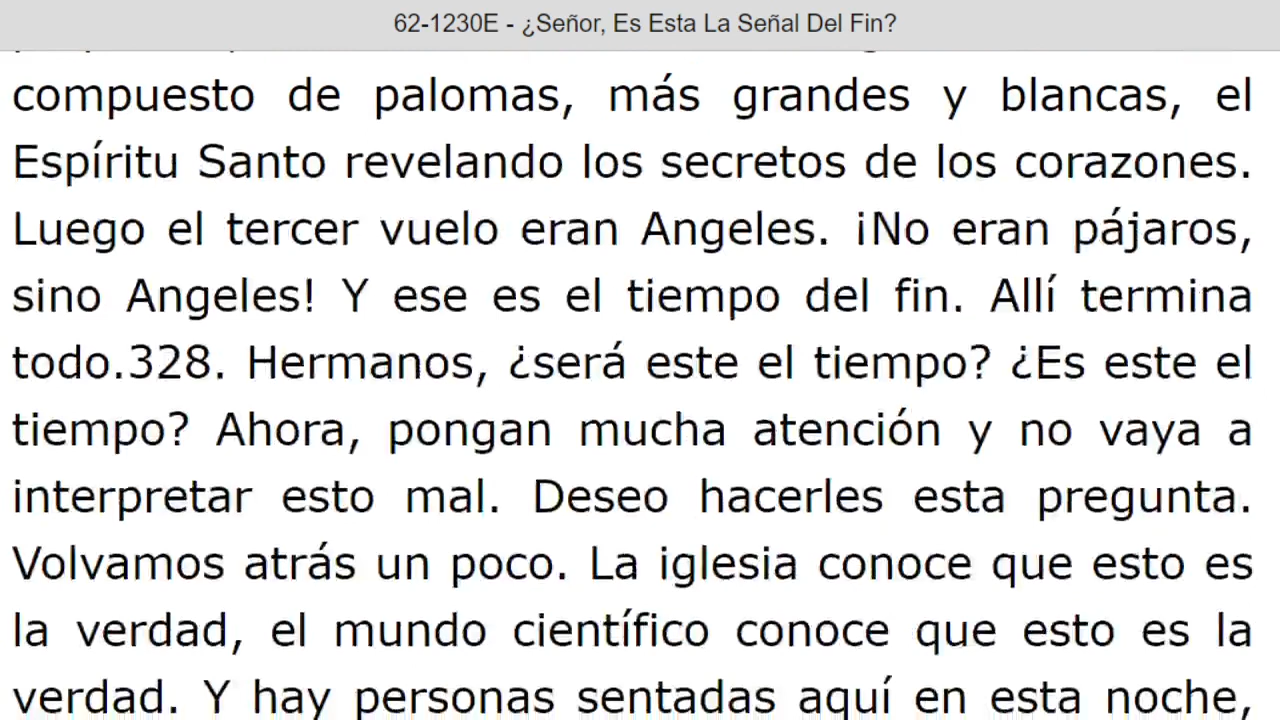 62-1230E - ¿Señor, Es Esta La Señal Del Fin?
compuesto de palomas, más grandes y blancas, el
Espíritu Santo revelando los secretos de los corazones.
Luego el tercer vuelo eran Angeles. ¡No eran pájaros,
sino Angeles! Y ese es el tiempo del fin. Allí termina
todo.328. Hermanos, ¿será este el tiempo? ¿Es este el
tiempo? Ahora, pongan mucha atención y no vaya a
interpretar esto mal. Deseo hacerles esta pregunta.
Volvamos atrás un poco. La iglesia conoce que esto es
la verdad, el mundo científico conoce que esto es la
verdad. Y hay personas sentadas aquí en esta noche,